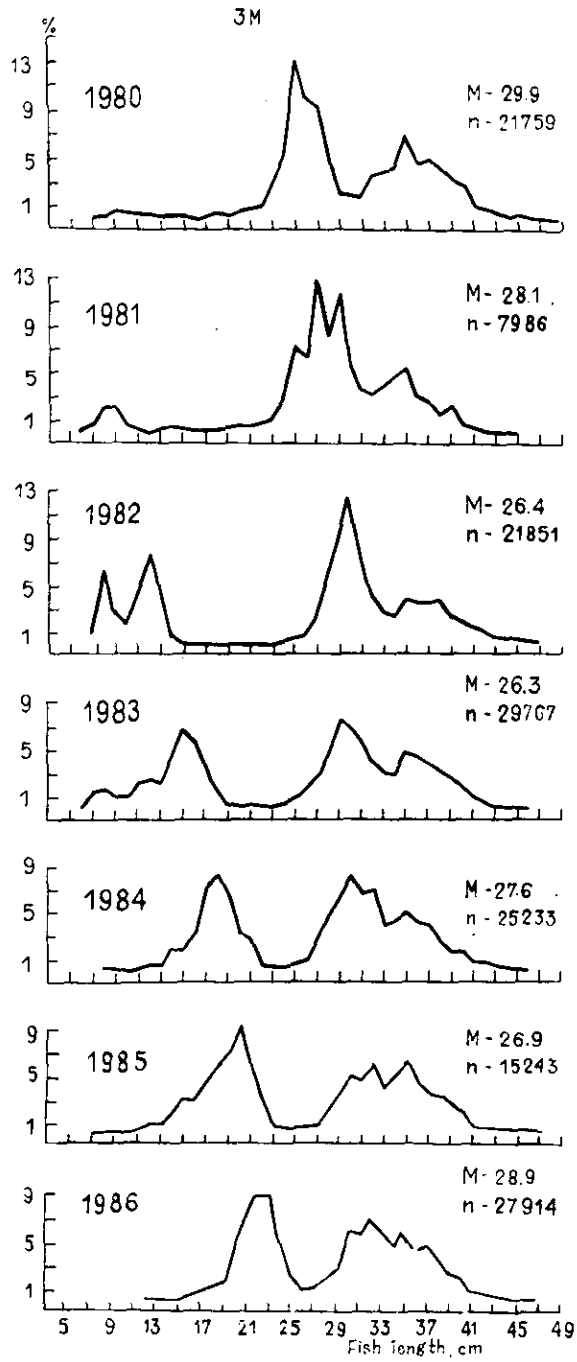 3M
%
13
9
5
1
1980
M- 29.9
n- 21759
13
9
5
1
1981
M- 28.1
n- 7986
13
9
5
1
1982
M- 26.4
n- 21851
9
5
1
1983
M- 26.3
n- 29767
9
5
1
1984
M-27.6
n- 25233
9
5
1
1985
M- 26.9
n- 15243
9
5
1
1986
M- 28.9
n- 27914
5 9 13 17 21 25 29 33 37 41 45 49
Fish length, cm